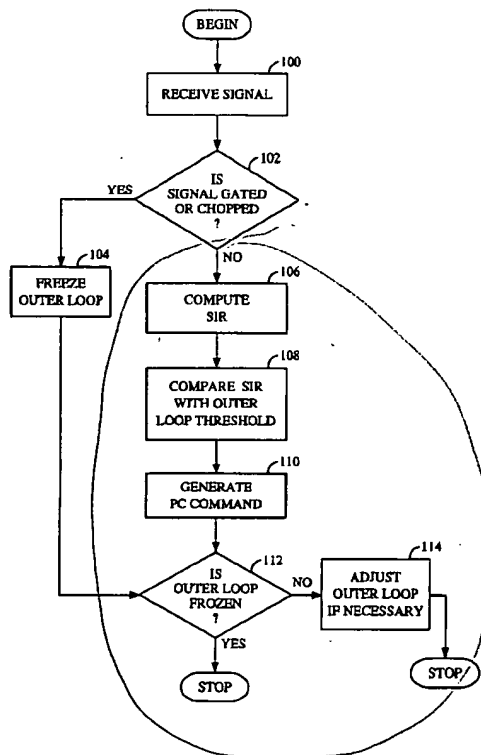 BEGIN
100
RECEIVE SIGNAL
102
IS
SIGNAL GATED
OR CHOPPED
?
YES
NO
104
FREEZE
OUTER LOOP
106
COMPUTE
SIR
108
COMPARE SIR
WITH OUTER
LOOP THRESHOLD
110
GENERATE
PC COMMAND
112
IS
OUTER LOOP
FROZEN
?
NO
YES
114
ADJUST
OUTER LOOP
IF NECESSARY
STOP
STOP